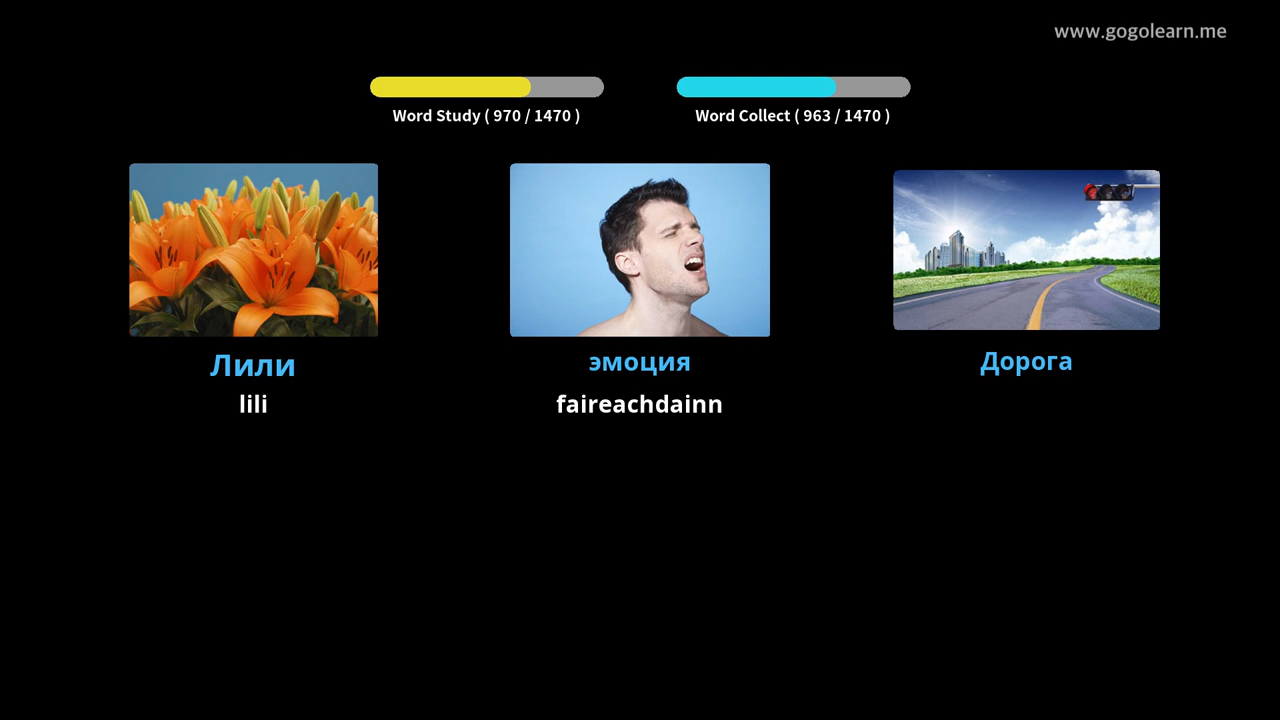 www.gogolearn.me
Word Study ( 970 / 1470 )
Word Collect ( 963 / 1470 )
Лили
lili
эмоция
faireachdainn
Дорога